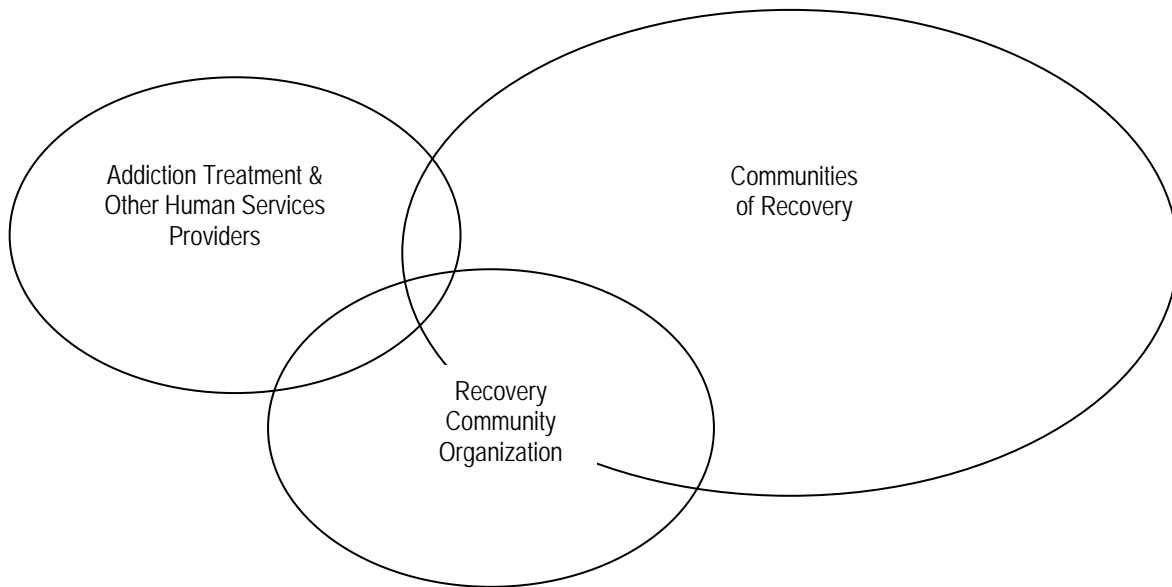 Addiction Treatment &
Other Human Services
Providers
Communities
of Recovery
Recovery
Community
Organization